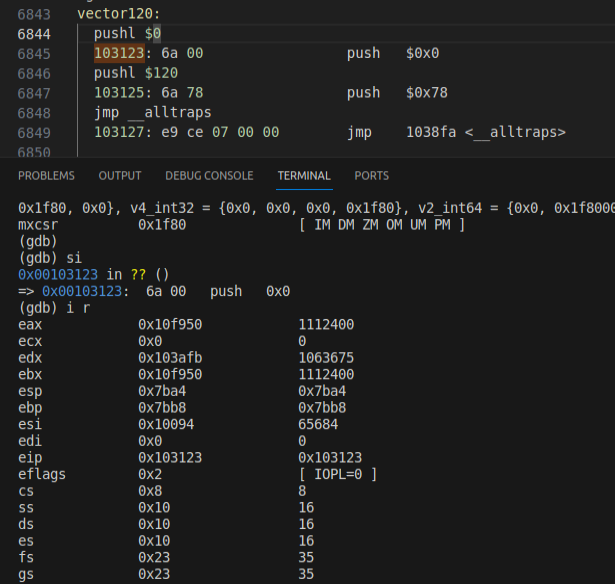 6843 vector120:
6844 pushl $0
6845 103123: 6a 00 push $0x0
6846 pushl $120
6847 103125: 6a 78 push $0x78
6848 jmp __alltraps
6849 103127: e9 ce 07 00 00 jmp 1038fa <__alltraps>
6850
PROBLEMS OUTPUT DEBUG CONSOLE TERMINAL PORTS
0x1f80, 0x0}, v4_int32 = {0x0, 0x0, 0x0, 0x1f80}, v2_int64 = {0x0, 0x1f8000
mxcsr 0x1f80 [ IM DM ZM OM UM PM ]
(gdb)
(gdb) si
0x00103123 in ?? ()
=> 0x00103123: 6a 00 push 0x0
(gdb) i r
eax 0x10f950 1112400
ecx 0x0 0
edx 0x103afb 1063675
ebx 0x10f950 1112400
esp 0x7ba4 0x7ba4
ebp 0x7bb8 0x7bb8
esi 0x10094 65684
edi 0x0 0
eip 0x103123 0x103123
eflags 0x2 [ IOPL=0 ]
cs 0x8 8
ss 0x10 16
ds 0x10 16
es 0x10 16
fs 0x23 35
gs 0x23 35